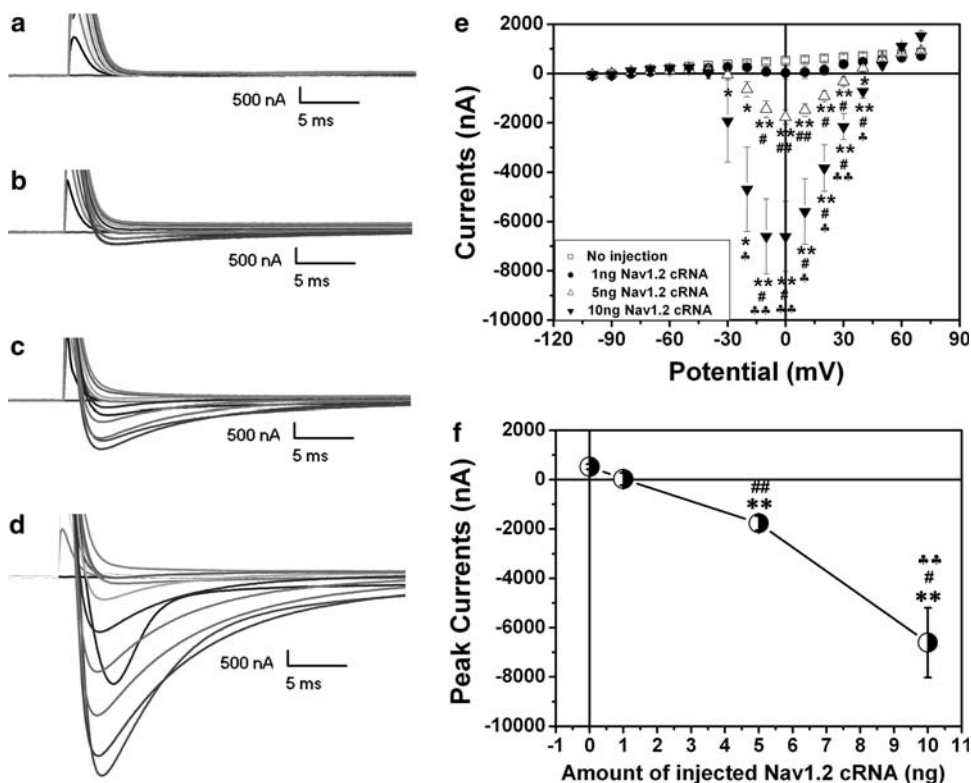 a
500 nA
5 ms
b
500 nA
5 ms
c
500 nA
5 ms
d
500 nA
5 ms
e
Currents (nA)
2000
0
-2000
-4000
-6000
-8000
-10000
-120 -90 -60 -30 0 30 60 90
Potential (mV)
No injection
1ng Nav1.2 cRNA
5ng Nav1.2 cRNA
10ng Nav1.2 cRNA
*
*
**
#
**
##
**
##
**
#
**
#
*
*
♣
**
#
♣♣
**
#
♣♣
**
#
♣
**
#
♣
**
#
♣♣
**
#
♣
f
Peak Currents (nA)
2000
0
-2000
-4000
-6000
-8000
-10000
##
**
♣♣
#
**
-1 0 1 2 3 4 5 6 7 8 9 10 11
Amount of injected Nav1.2 cRNA (ng)